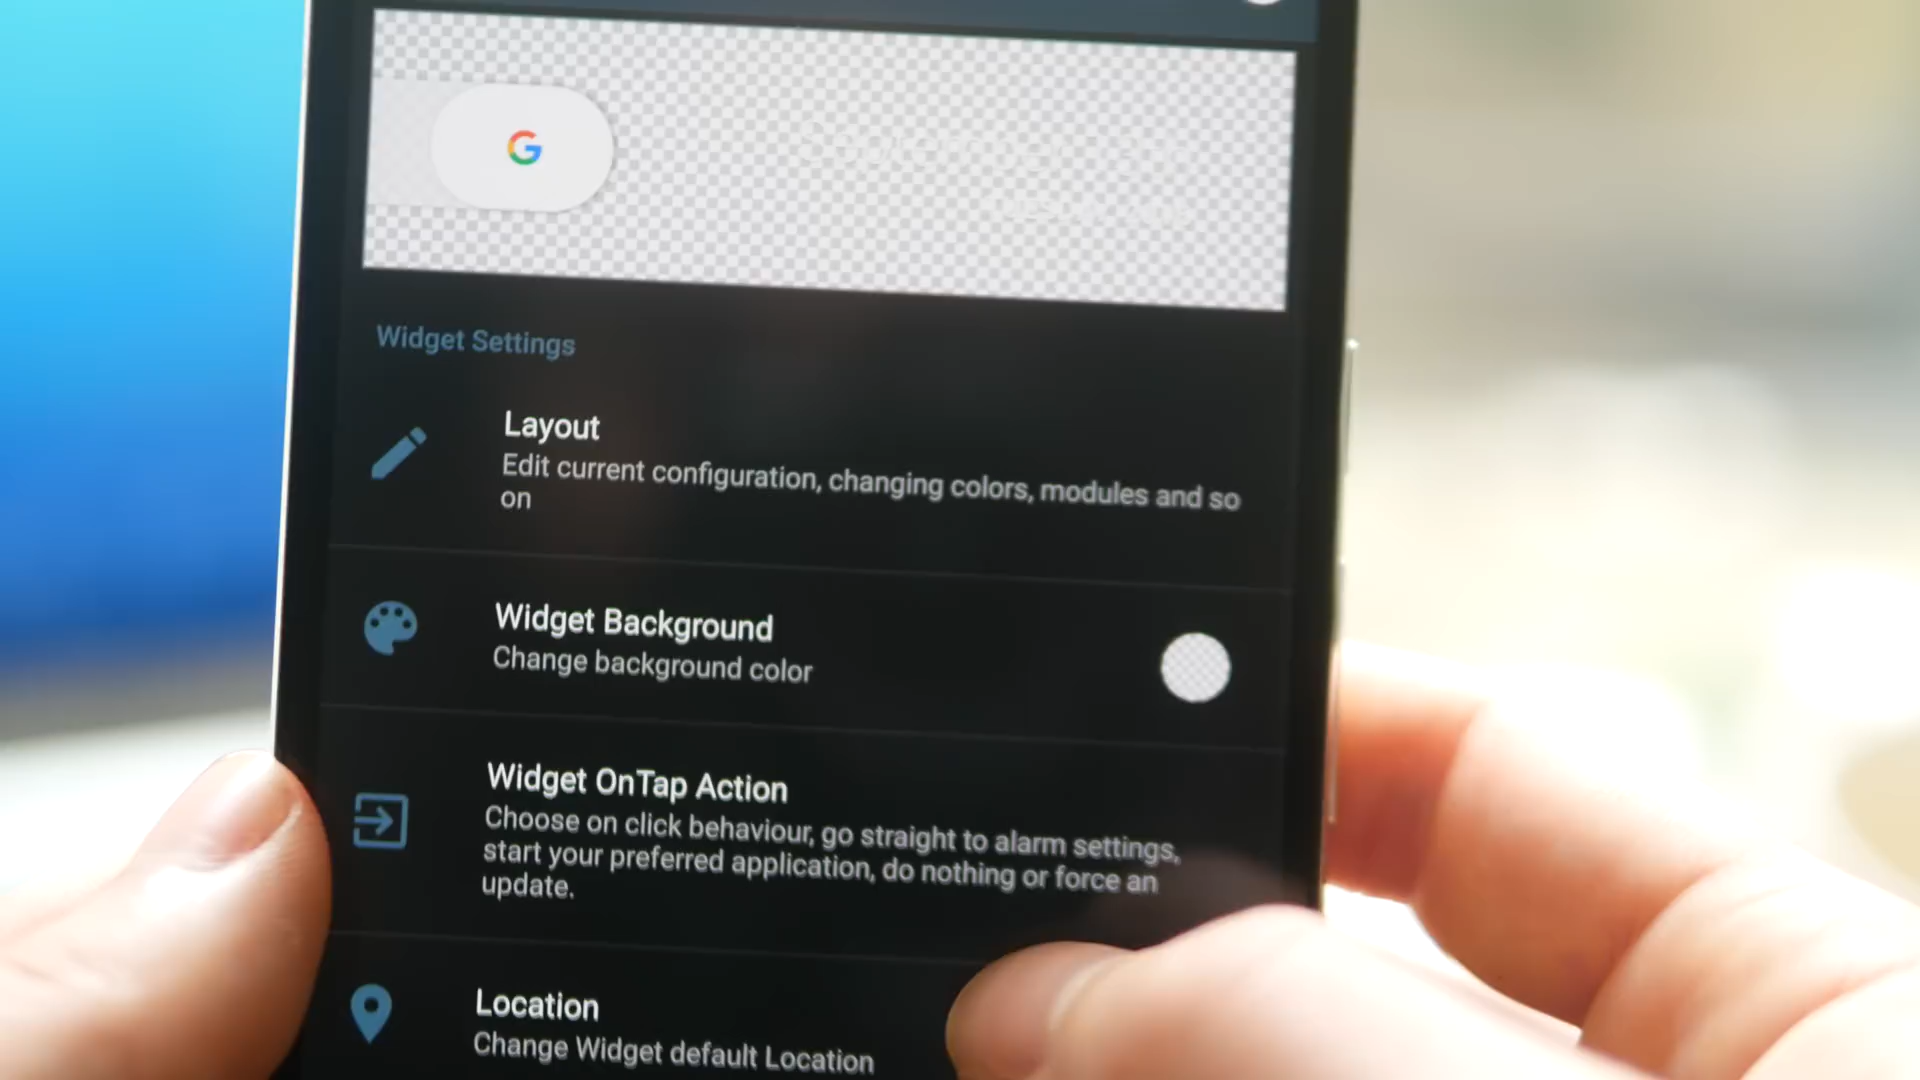 G
Widget Settings
Layout
Edit current configuration, changing colors, modules and so
on
Widget Background
Change background color
Widget OnTap Action
Choose on click behaviour, go straight to alarm settings,
start your preferred application, do nothing or force an
update.
Location
Change Widget default Location